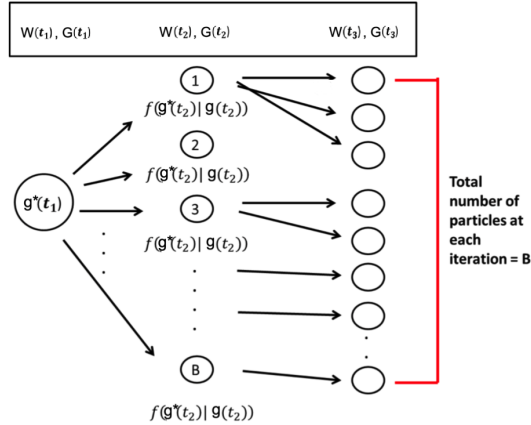 W(t₁), G(t₁) W(t₂), G(t₂) W(t₃), G(t₃)
1
f(g*(t₂)| g(t₂))
2
f(g*(t₂)| g(t₂))
g*(t₁)
3
f(g*(t₂)| g(t₂))
B
f(g*(t₂)| g(t₂))
Total
number of
particles at
each
iteration = B